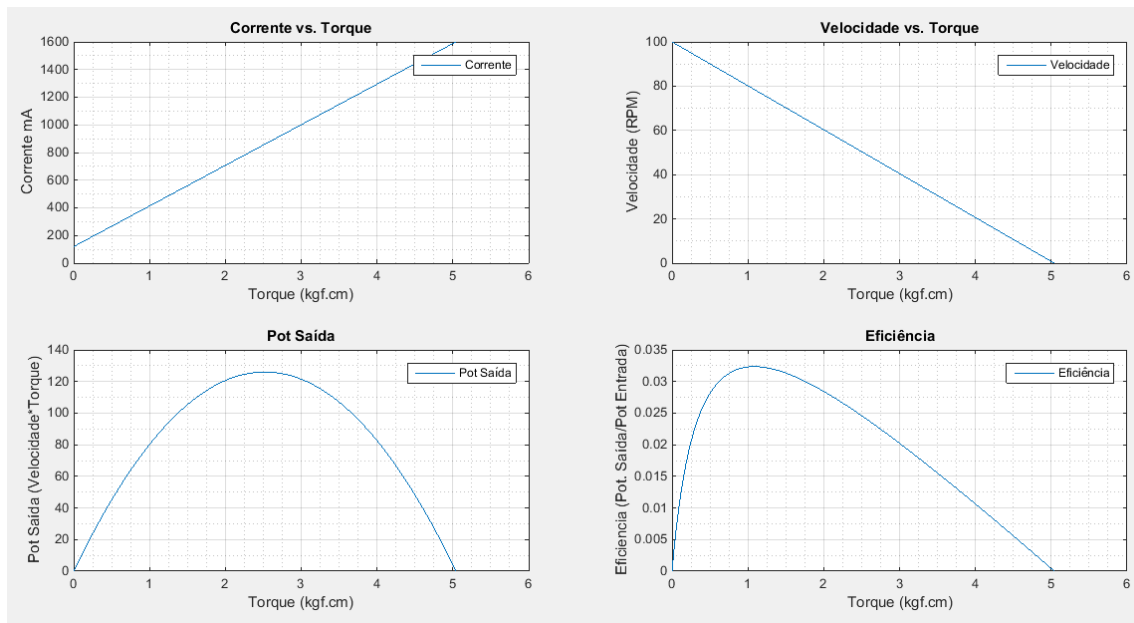 Corrente vs. Torque
1600
1400
1200
1000
800
600
400
200
0
Corrente mA
Corrente
0 1 2 3 4 5 6
Torque (kgf.cm)
Velocidade vs. Torque
100
80
60
40
20
0
Velocidade (RPM)
Velocidade
0 1 2 3 4 5 6
Torque (kgf.cm)
Pot Saída
140
120
100
80
60
40
20
0
Pot Saida (Velocidade*Torque)
Pot Saída
0 1 2 3 4 5 6
Torque (kgf.cm)
Eficiência
0.035
0.03
0.025
0.02
0.015
0.01
0.005
0
Eficiencia (Pot. Saída/Pot Entrada)
Eficiência
0 1 2 3 4 5 6
Torque (kgf.cm)